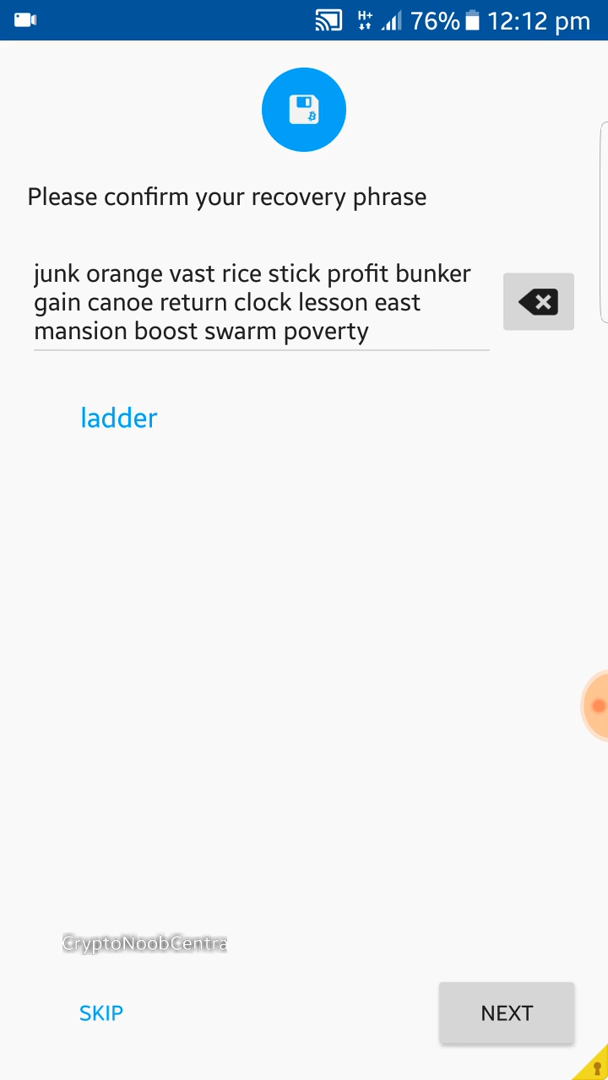 H+ 76% 12:12 pm
Please confirm your recovery phrase
junk orange vast rice stick profit bunker
gain canoe return clock lesson east
mansion boost swarm poverty
ladder
CryptoNoobCentra
SKIP NEXT